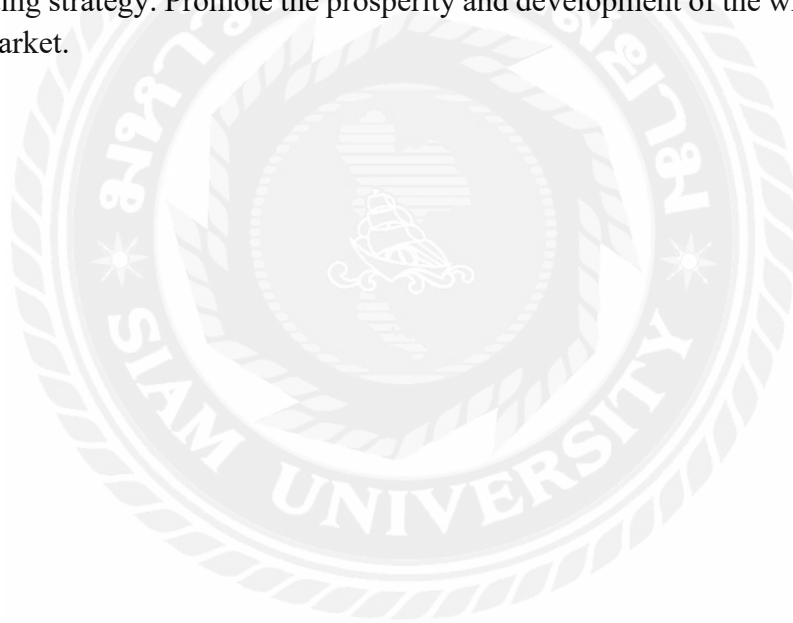 ing strategy. Promote the prosperity and development of the w
arket.
SIAM UNIVERSITY